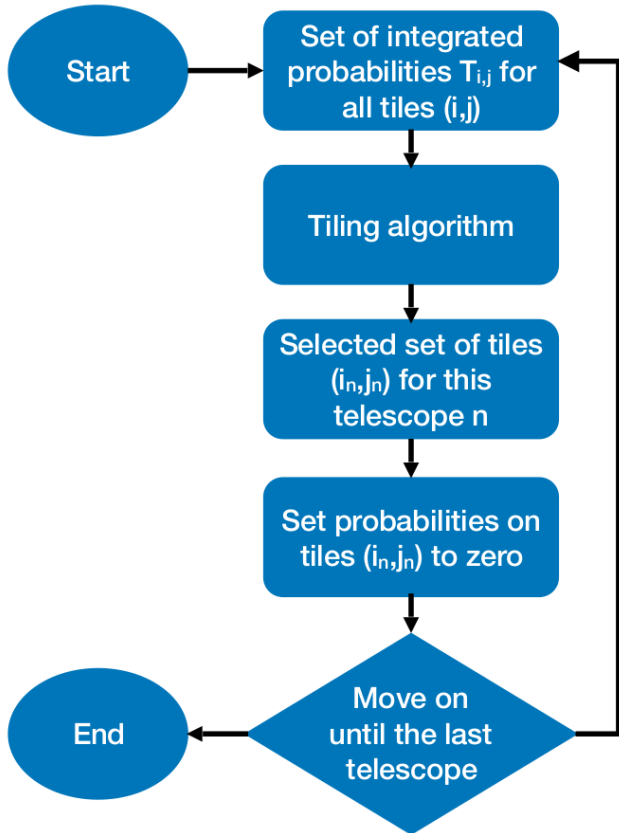 Start
Set of integrated
probabilities Tᵢ,ⱼ for
all tiles (i,j)
Tiling algorithm
Selected set of tiles
(iₙ,jₙ) for this
telescope n
Set probabilities on
tiles (iₙ,jₙ) to zero
Move on
until the last
telescope
End